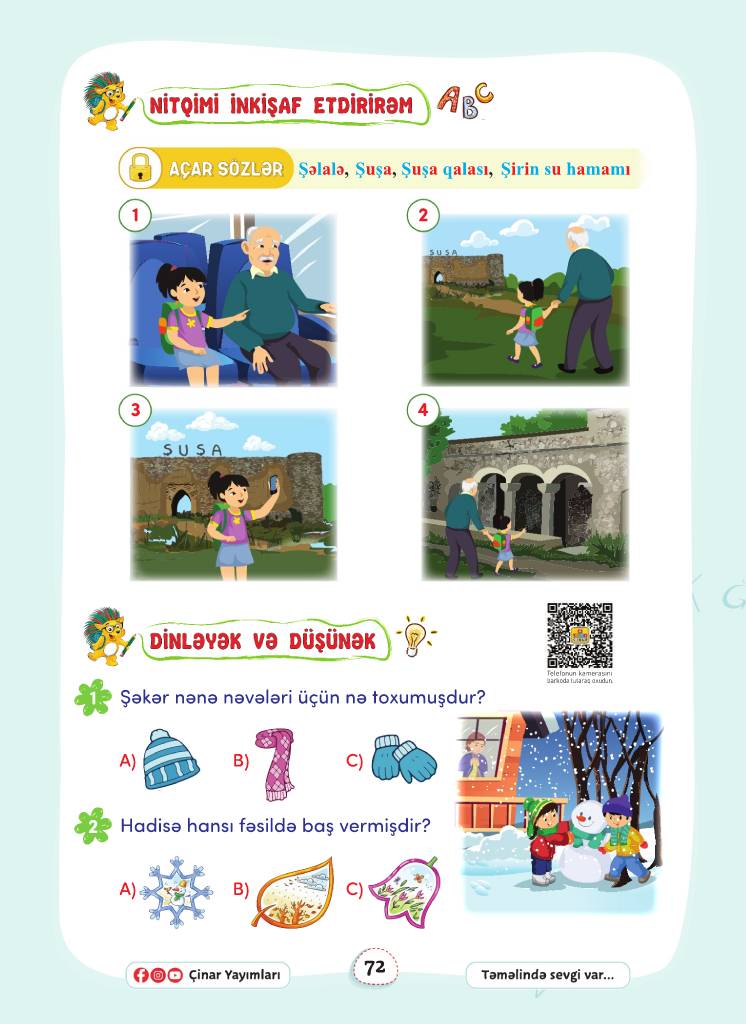 NİTQİMİ İNKİŞAF ETDİRİRƏM
ABC
AÇAR SÖZLƏR Şəlalə, Şuşa, Şuşa qalası, Şirin su hamamı
1
2
ŞUŞA
3
ŞUŞA
4
DİNLƏYƏK VƏ DÜŞÜNƏK
Telefonun kamerasını
barkoda tutaraq oxudun.
1 Şəkər nənə nəvələri üçün nə toxumuşdur?
A) B) C)
2 Hadisə hansı fəsildə baş vermişdir?
A) B) C)
Çinar Yayımları
72
Təməlində sevgi var...